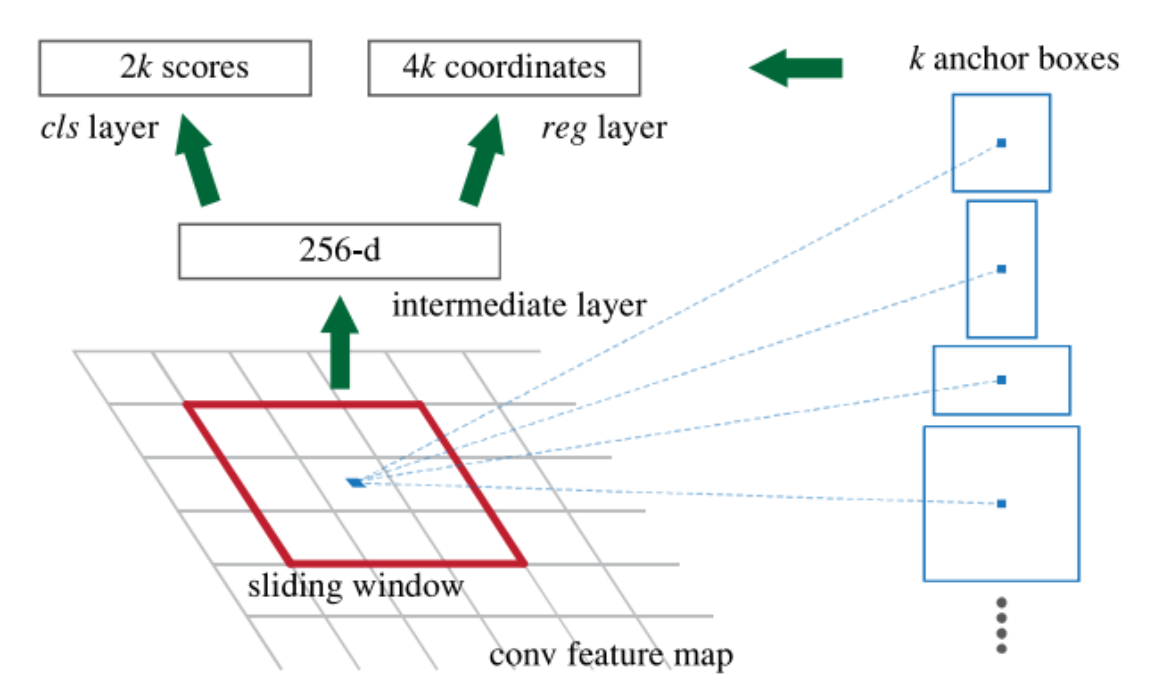 2k scores
4k coordinates
k anchor boxes
cls layer
reg layer
256-d
intermediate layer
sliding window
conv feature map